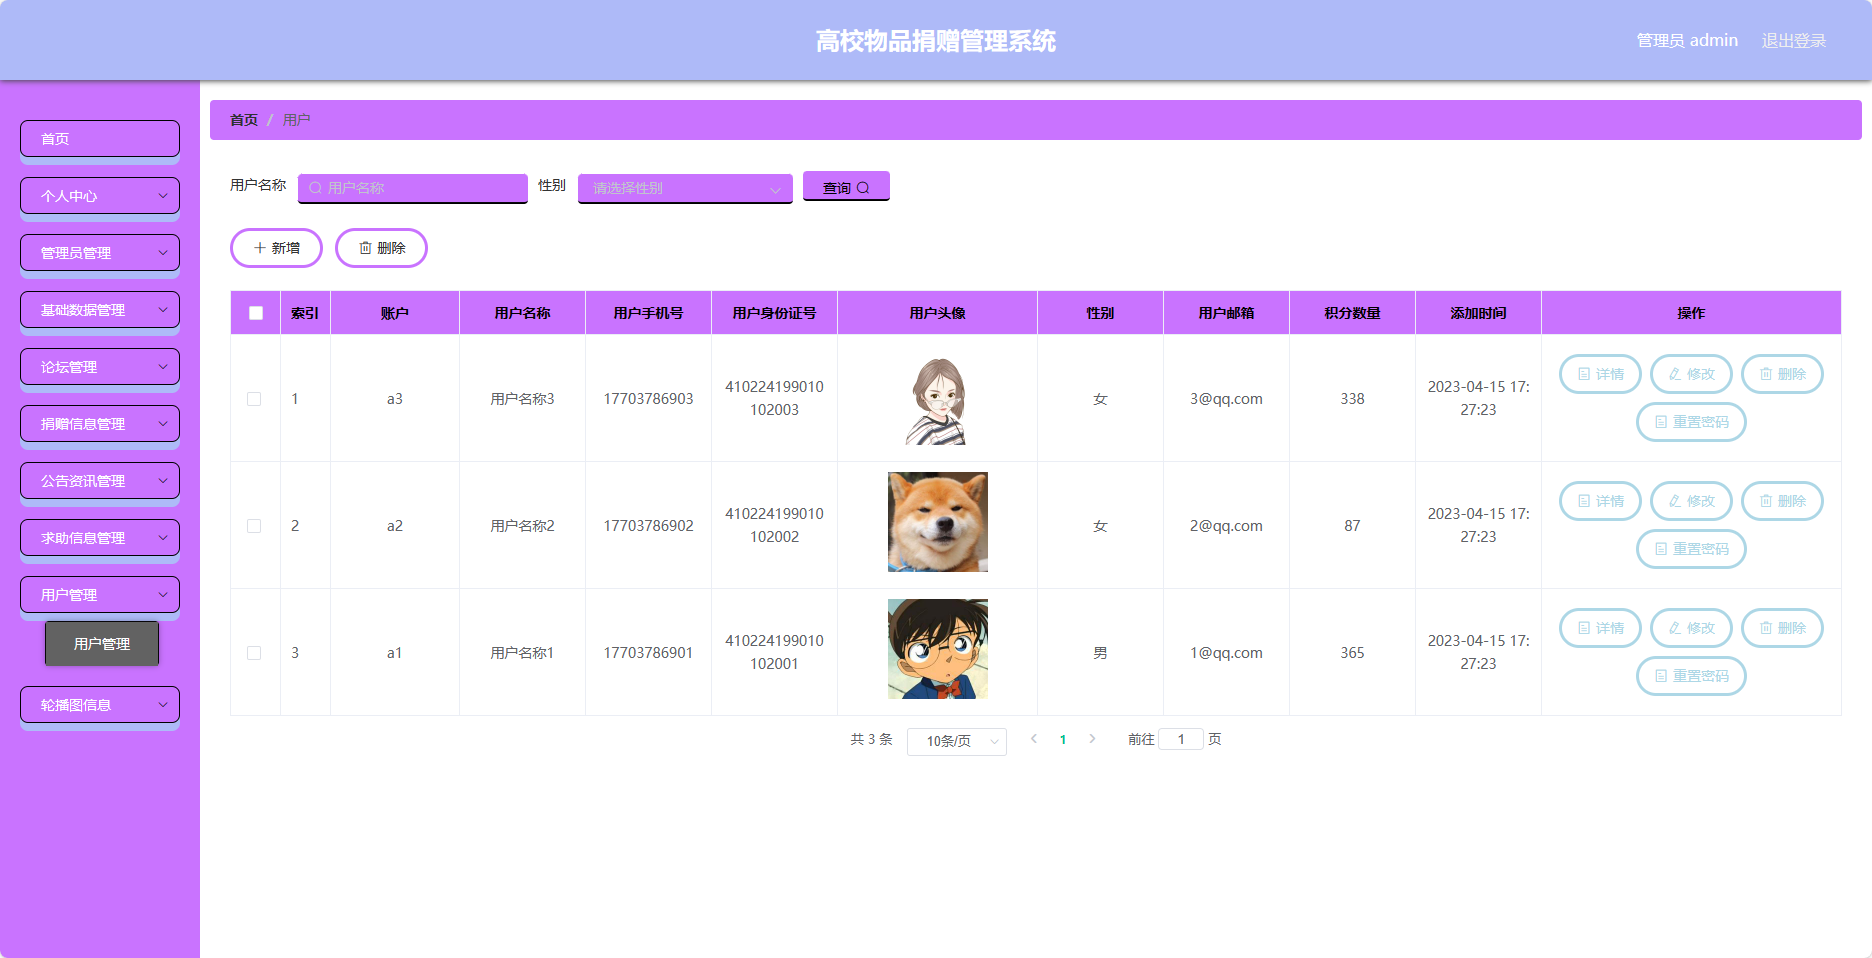 高校物品捐赠管理系统
管理员 admin 退出登录
首页
个人中心
管理员管理
基础数据管理
论坛管理
捐赠信息管理
公告资讯管理
求助信息管理
用户管理
用户管理
轮播图信息
首页 / 用户
用户名称 用户名称 性别 请选择性别 查询
新增 删除
索引 账户 用户名称 用户手机号 用户身份证号 用户头像 性别 用户邮箱 积分数量 添加时间 操作
1 a3 用户名称3 17703786903 410224199010 女 3@qq.com 338 2023-04-15 17: 详情 修改 删除
102003 27:23 重置密码
2 a2 用户名称2 17703786902 410224199010 女 2@qq.com 87 2023-04-15 17: 详情 修改 删除
102002 27:23 重置密码
3 a1 用户名称1 17703786901 410224199010 男 1@qq.com 365 2023-04-15 17: 详情 修改 删除
102001 27:23 重置密码
共 3 条 10条/页 1 前往 1 页